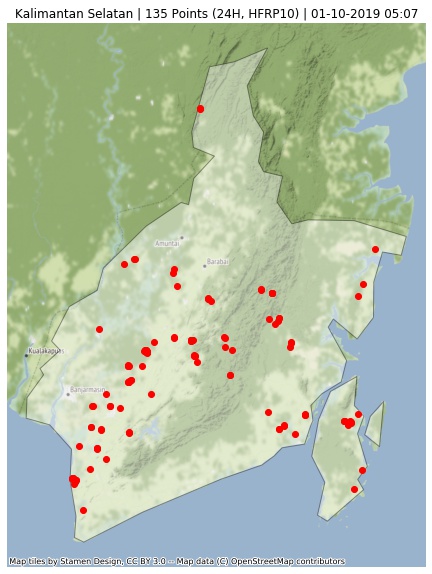 Kalimantan Selatan | 135 Points (24H, HFRP10) | 01-10-2019 05:07
Amuntai
Barabai
Kualakapuas
Banjarmasin
Map tiles by Stamen Design, CC BY 3.0 -- Map data (C) OpenStreetMap contributors